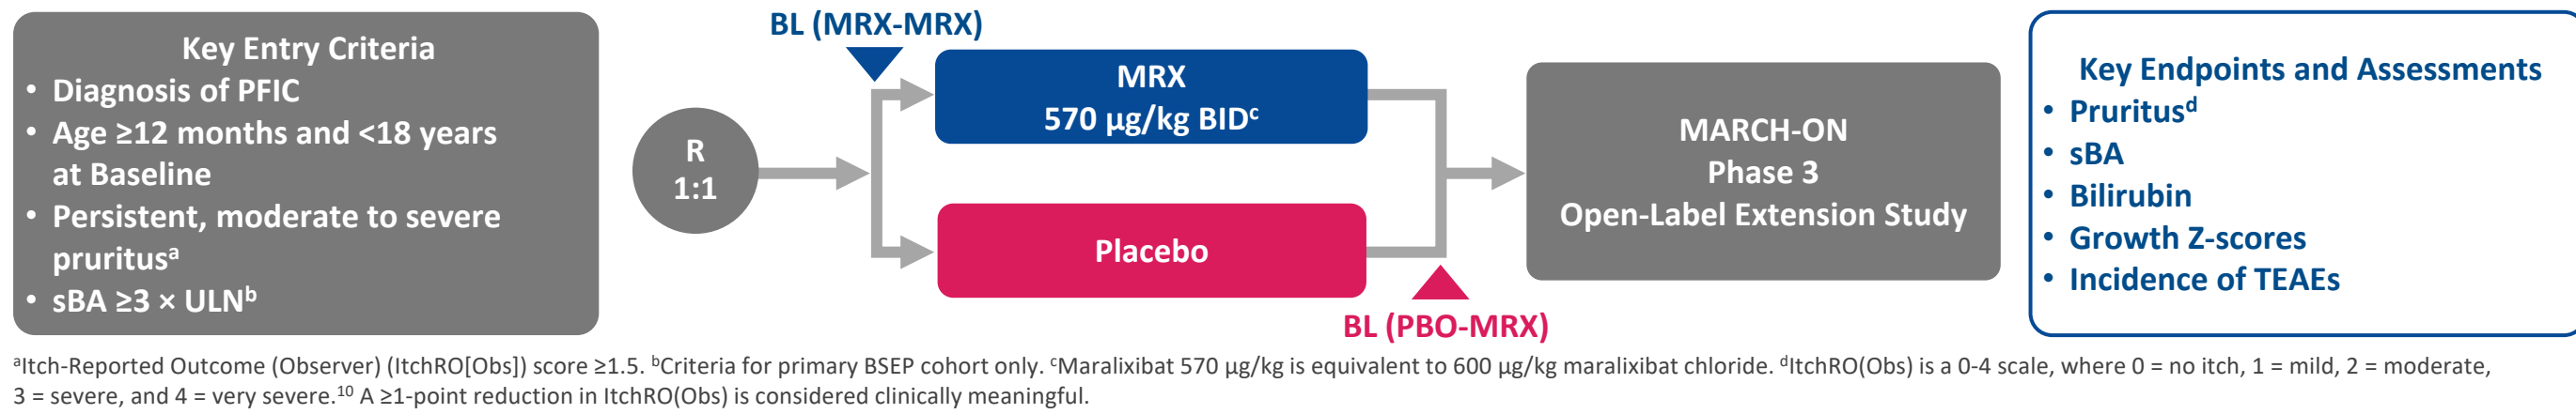 Key Entry Criteria
• Diagnosis of PFIC
• Age ≥12 months and <18 years
at Baseline
• Persistent, moderate to severe
pruritusᵃ
• sBA ≥3 × ULNᵇ
R
1:1
BL (MRX-MRX)
MRX
570 µg/kg BIDᶜ
Placebo
BL (PBO-MRX)
MARCH-ON
Phase 3
Open-Label Extension Study
Key Endpoints and Assessments
• Pruritusᵈ
• sBA
• Bilirubin
• Growth Z-scores
• Incidence of TEAEs
ᵃItch-Reported Outcome (Observer) (ItchRO[Obs]) score ≥1.5. ᵇCriteria for primary BSEP cohort only. ᶜMaralixibat 570 µg/kg is equivalent to 600 µg/kg maralixibat chloride. ᵈItchRO(Obs) is a 0-4 scale, where 0 = no itch, 1 = mild, 2 = moderate,
3 = severe, and 4 = very severe.¹⁰ A ≥1-point reduction in ItchRO(Obs) is considered clinically meaningful.